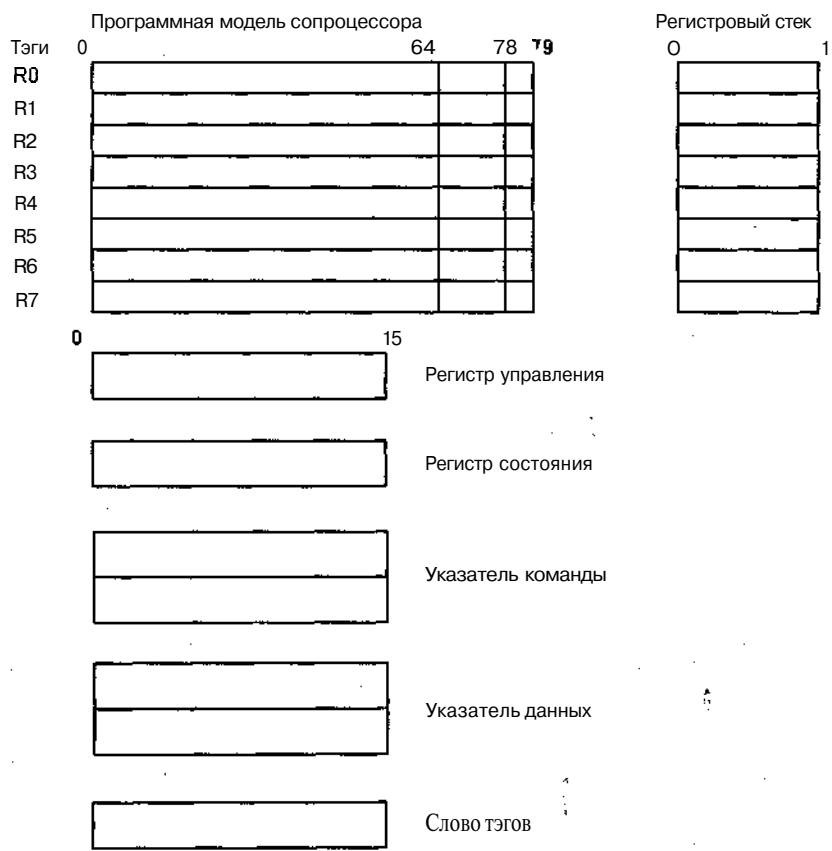 Программная модель сопроцессора Регистровый стек
Тэги 0 64 78 79 0 1
R0
R1
R2
R3
R4
R5
R6
R7
0 15
Регистр управления
Регистр состояния
Указатель команды
Указатель данных
Слово тэгов